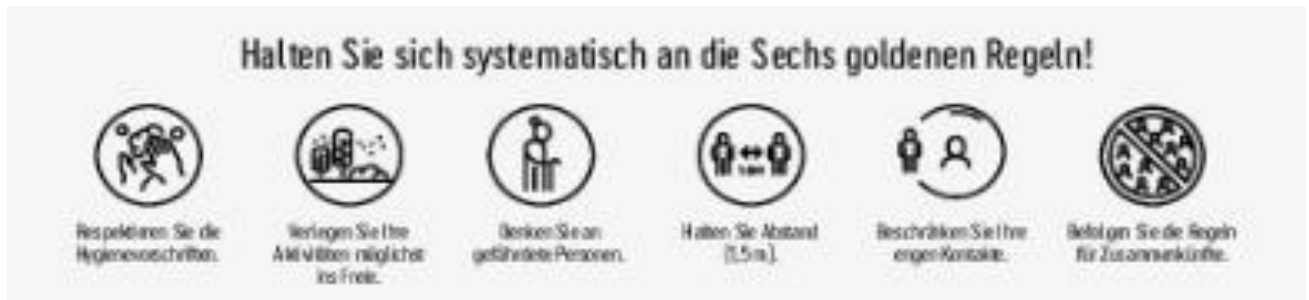 Halten Sie sich systematisch an die Sechs goldenen Regeln!
Respektieren Sie die
Hygienevorschriften.
Verlegen Sie Ihre
Aktivitäten möglichst
ins Freie.
Denken Sie an
gefährdete Personen.
Halten Sie Abstand
(1,5 m).
Beschränken Sie Ihre
engen Kontakte.
Befolgen Sie die Regeln
für Zusammenkünfte.